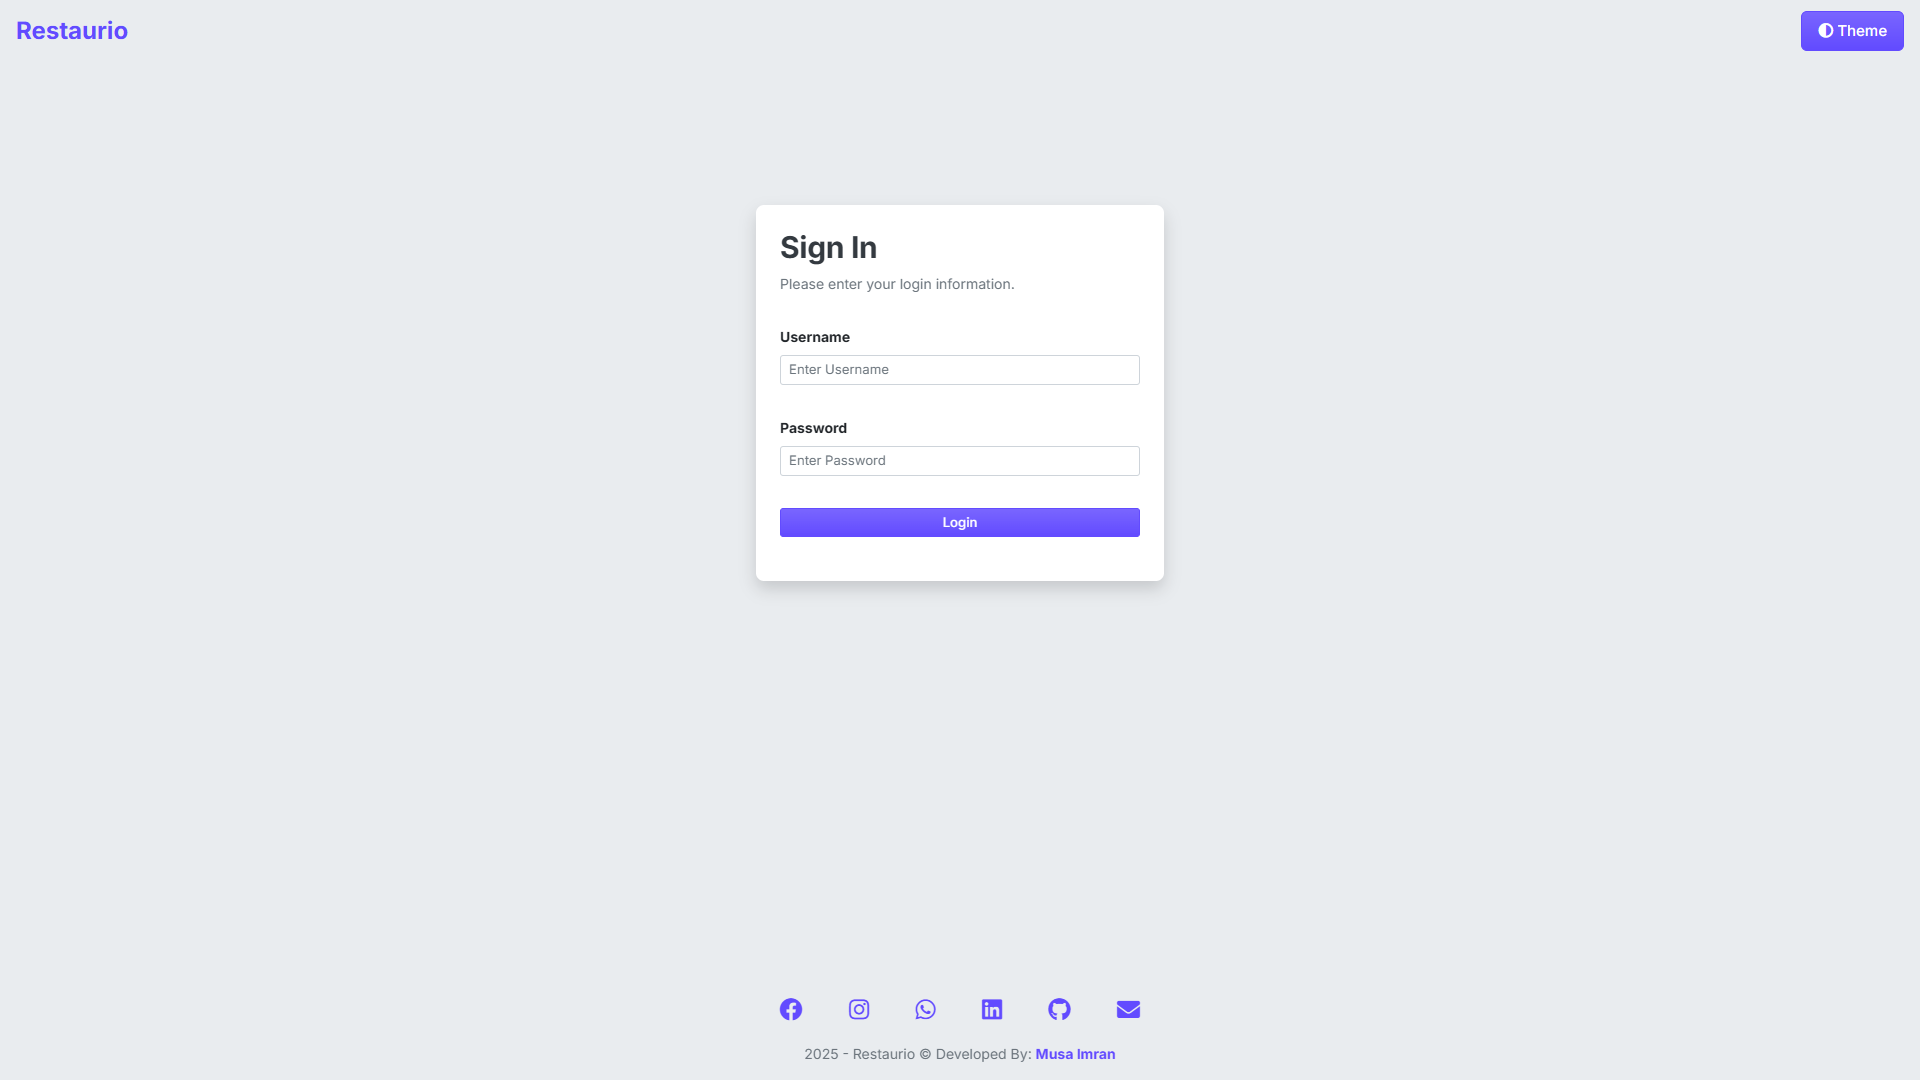 Restaurio
Theme
Sign In
Please enter your login information.
Username
Enter Username
Password
Enter Password
Login
2025 - Restaurio © Developed By: Musa Imran